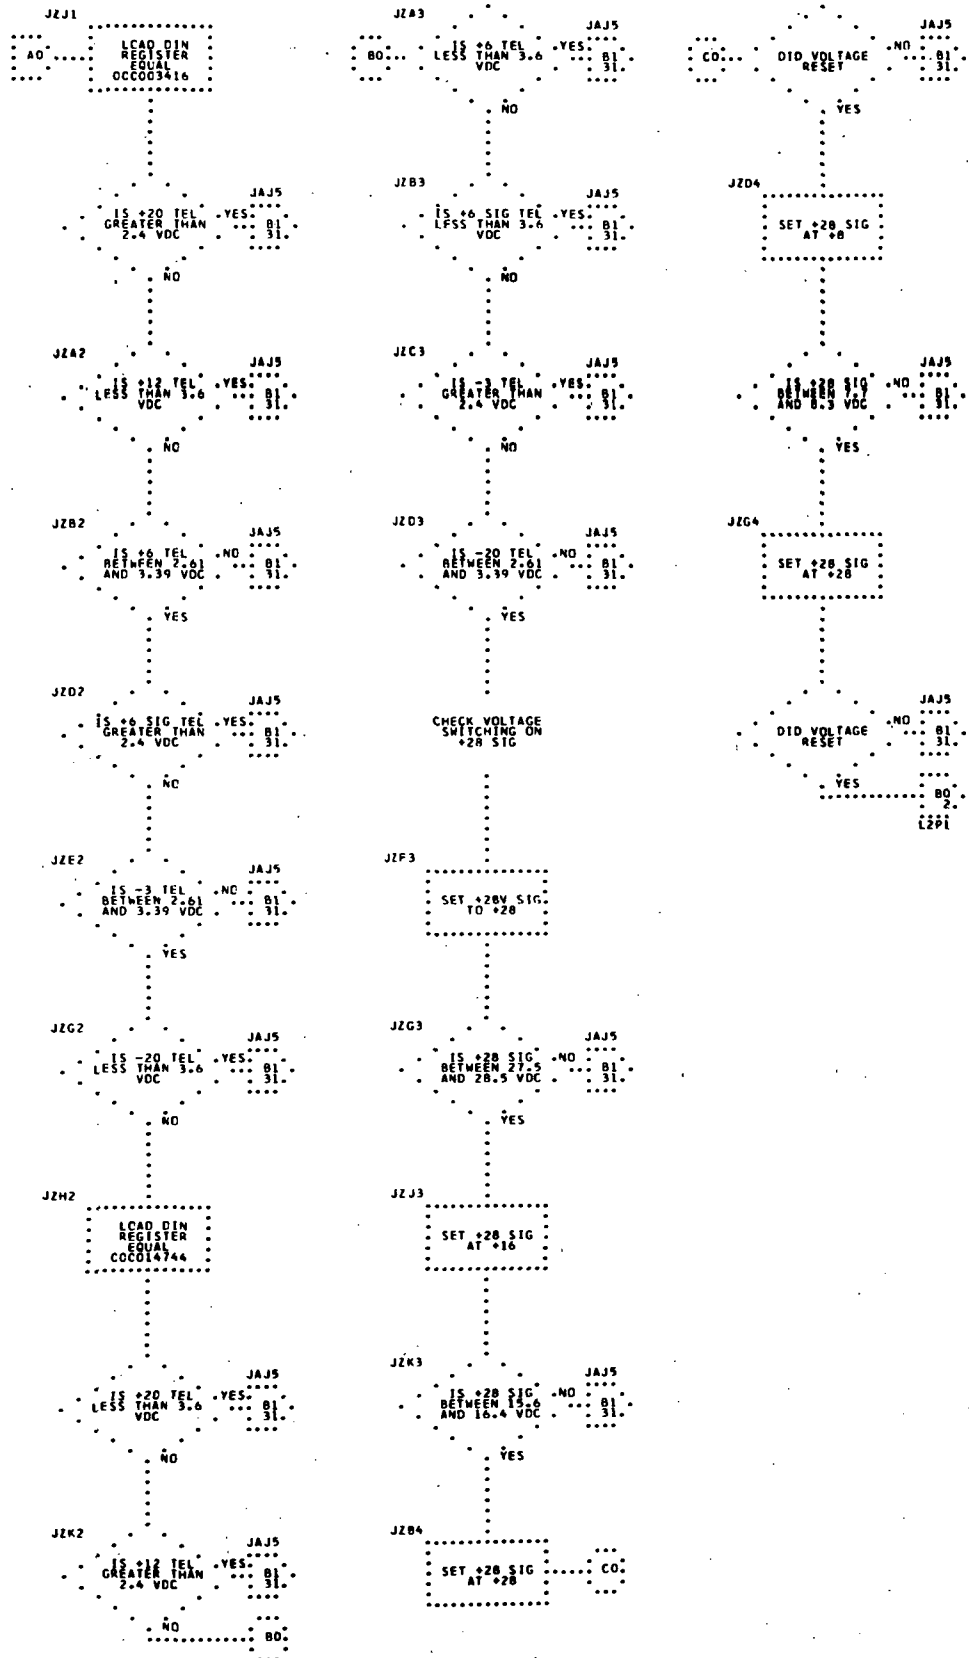 JZJ1
A0
LCAD DIN
REGISTER
EQUAL
OCC003416
IS +20 TEL
GREATER THAN
2.4 VDC
YES
JAJ5
B1
31.
NO
JZA2
IS +12 TEL
LESS THAN 3.6
VDC
YES
JAJ5
B1
31.
NO
JZB2
IS +6 TEL
BETWEEN 2.61
AND 3.39 VDC
NO
JAJ5
B1
31.
YES
JZD2
IS +6 SIG TEL
GREATER THAN
2.4 VDC
YES
JAJ5
B1
31.
NO
JZE2
IS -3 TEL
BETWEEN 2.61
AND 3.39 VDC
NO
JAJ5
B1
31.
YES
JZG2
IS -20 TEL
LESS THAN 3.6
VDC
YES
JAJ5
B1
31.
NO
JZH2
LCAD DIN
REGISTER
EQUAL
COC014744
IS +20 TEL
LESS THAN 3.6
VDC
YES
JAJ5
B1
31.
NO
JZK2
IS +12 TEL
GREATER THAN
2.4 VDC
YES
JAJ5
B1
31.
NO
B0
JZA3
B0
IS +6 TEL
LESS THAN 3.6
VDC
YES
JAJ5
B1
31.
NO
JZB3
IS +6 SIG TEL
LESS THAN 3.6
VDC
YES
JAJ5
B1
31.
NO
JZC3
IS -3 TEL
GREATER THAN
2.4 VDC
YES
JAJ5
B1
31.
NO
JZD3
IS -20 TEL
BETWEEN 2.61
AND 3.39 VDC
NO
JAJ5
B1
31.
YES
CHECK VOLTAGE
SWITCHING ON
+28 SIG
JZF3
SET +28V SIG
TO +28
JZG3
IS +28 SIG
BETWEEN 27.5
AND 28.5 VDC
NO
JAJ5
B1
31.
YES
JZJ3
SET +28 SIG
AT +16
JZK3
IS +28 SIG
BETWEEN 15.6
AND 16.4 VDC
NO
JAJ5
B1
31.
YES
JZB4
SET +28 SIG
AT +28
C0
C0
DID VOLTAGE
RESET
NO
JAJ5
B1
31.
YES
JZD4
SET +28 SIG
AT +8
IS +28 SIG
BETWEEN 7.7
AND 8.3 VDC
NO
JAJ5
B1
31.
YES
JZG4
SET +28 SIG
AT +28
DID VOLTAGE
RESET
NO
JAJ5
B1
31.
YES
B0
2.
LZP1